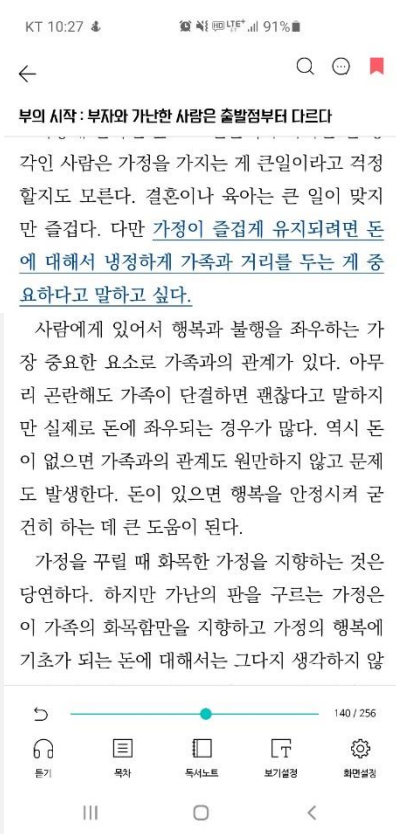 KT 10:27 HD LTE+ 91%
부의 시작 : 부자와 가난한 사람은 출발점부터 다르다
각인 사람은 가정을 가지는 게 큰일이라고 걱정
할지도 모른다. 결혼이나 육아는 큰 일이 맞지
만 즐겁다. 다만 가정이 즐겁게 유지되려면 돈
에 대해서 냉정하게 가족과 거리를 두는 게 중
요하다고 말하고 싶다.
사람에게 있어서 행복과 불행을 좌우하는 가
장 중요한 요소로 가족과의 관계가 있다. 아무
리 곤란해도 가족이 단결하면 괜찮다고 말하지
만 실제로 돈에 좌우되는 경우가 많다. 역시 돈
이 없으면 가족과의 관계도 원만하지 않고 문제
도 발생한다. 돈이 있으면 행복을 안정시켜 굳
건히 하는 데 큰 도움이 된다.
가정을 꾸릴 때 화목한 가정을 지향하는 것은
당연하다. 하지만 가난의 판을 구르는 가정은
이 가족의 화목함만을 지향하고 가정의 행복에
기초가 되는 돈에 대해서는 그다지 생각하지 않
140 / 256
듣기 목차 독서노트 보기설정 화면설정